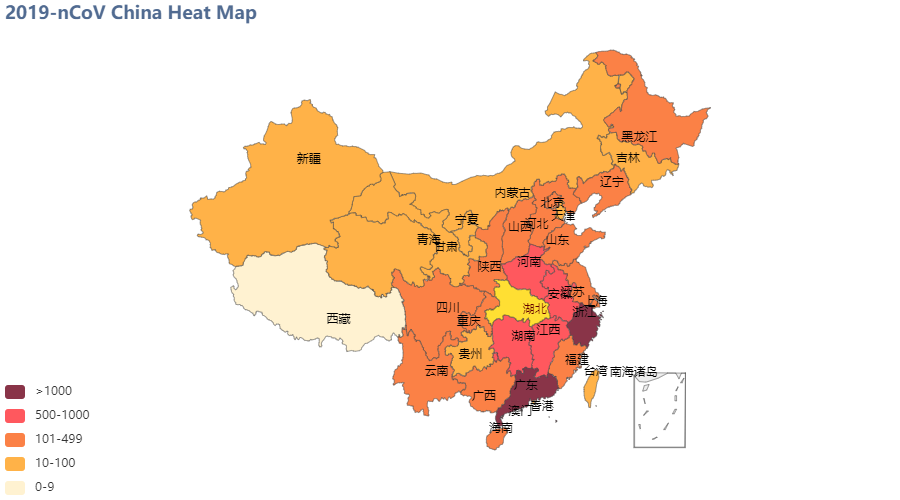 2019-nCoV China Heat Map
黑龙江
吉林
新疆
辽宁
内蒙古
北京
天津
宁夏
山西
河北
青海
甘肃
山东
陕西
河南
安徽
江苏
上海
西藏
四川
重庆
湖北
浙江
湖南
江西
贵州
云南
福建
台湾
南海诸岛
广西
广东
澳门
香港
海南
>1000
500-1000
101-499
10-100
0-9